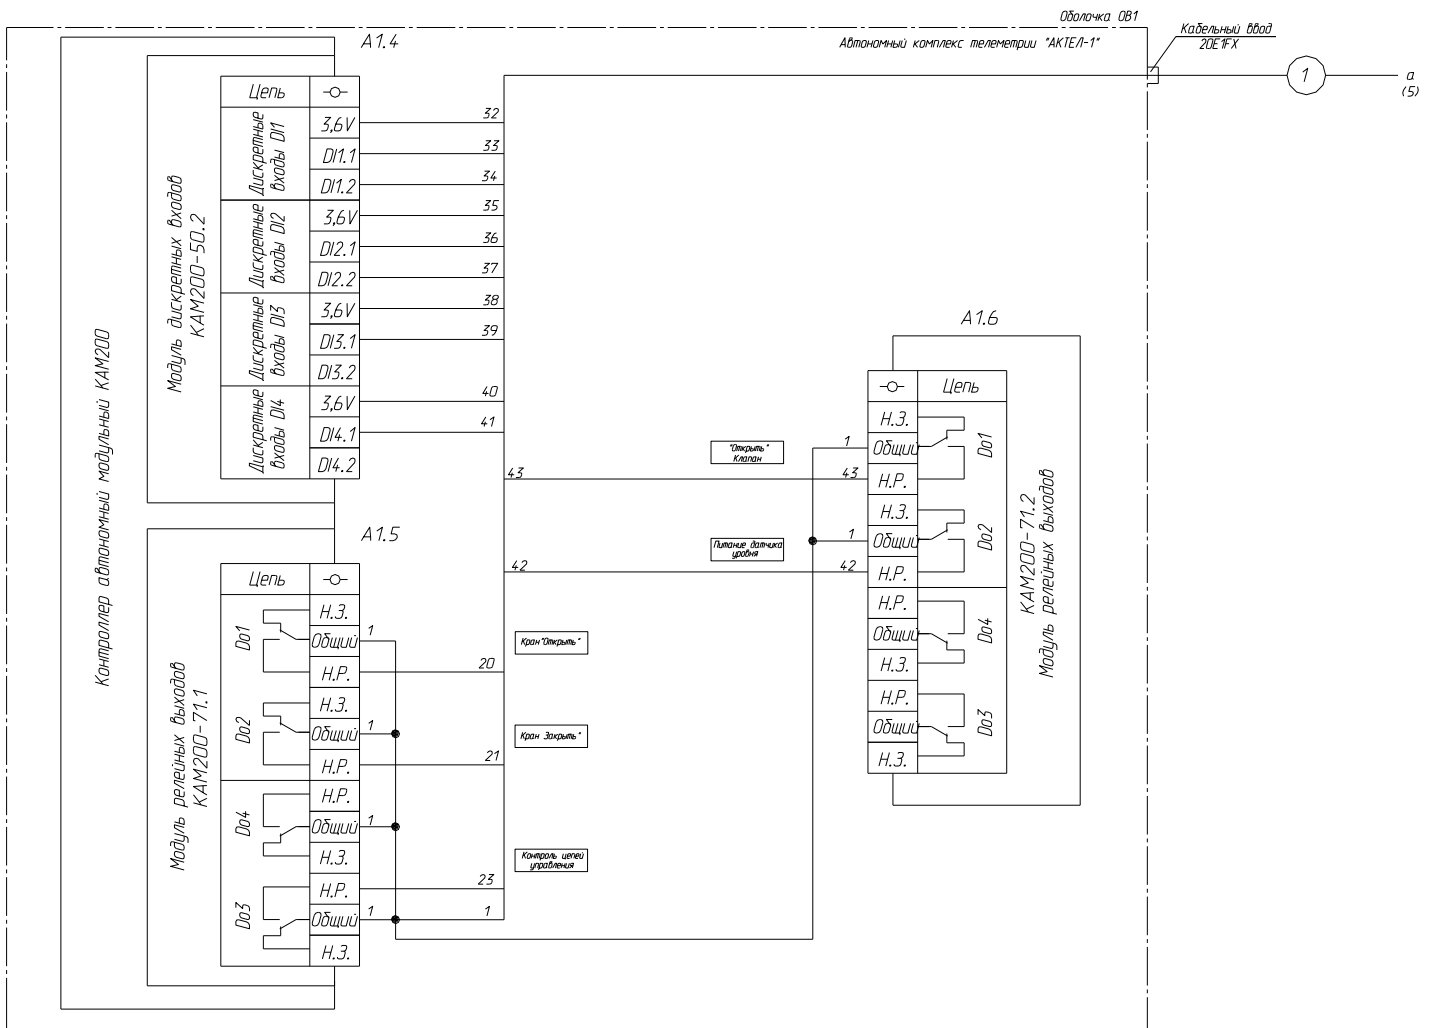 Оболочка ОВ1
Автономный комплекс телеметрии "АКТЕЛ-1"
Кабельный ввод
20E1FX
1
а
(5)
А1.4
Контроллер автономный модульный КАМ200
Модуль дискретных входов
КАМ200-50.2
Цепь
Дискретные
входы DI1
3,6V
32
DI1.1
33
DI1.2
34
Дискретные
входы DI2
3,6V
35
DI2.1
36
DI2.2
37
Дискретные
входы DI3
3,6V
38
DI3.1
39
DI3.2
Дискретные
входы DI4
3,6V
40
DI4.1
41
DI4.2
А1.5
Модуль релейных выходов
КАМ200-71.1
Цепь
Do1
Н.З.
Общий
1
Н.Р.
20
Кран "Открыть"
Do2
Н.З.
Общий
1
Н.Р.
21
Кран Закрыть"
Do4
Н.Р.
Общий
1
Н.З.
Do3
Н.Р.
23
Общий
1
1
Н.З.
Контроль цепей
управления
А1.6
Цепь
КАМ200-71.2
Модуль релейных выходов
"Открыть"
Клапан
Н.З.
1
Общий
43
43
Н.Р.
Do1
Питание датчика
уровня
Н.З.
1
Общий
42
42
Н.Р.
Do2
Н.Р.
Общий
Н.З.
Do4
Н.Р.
Общий
Н.З.
Do3